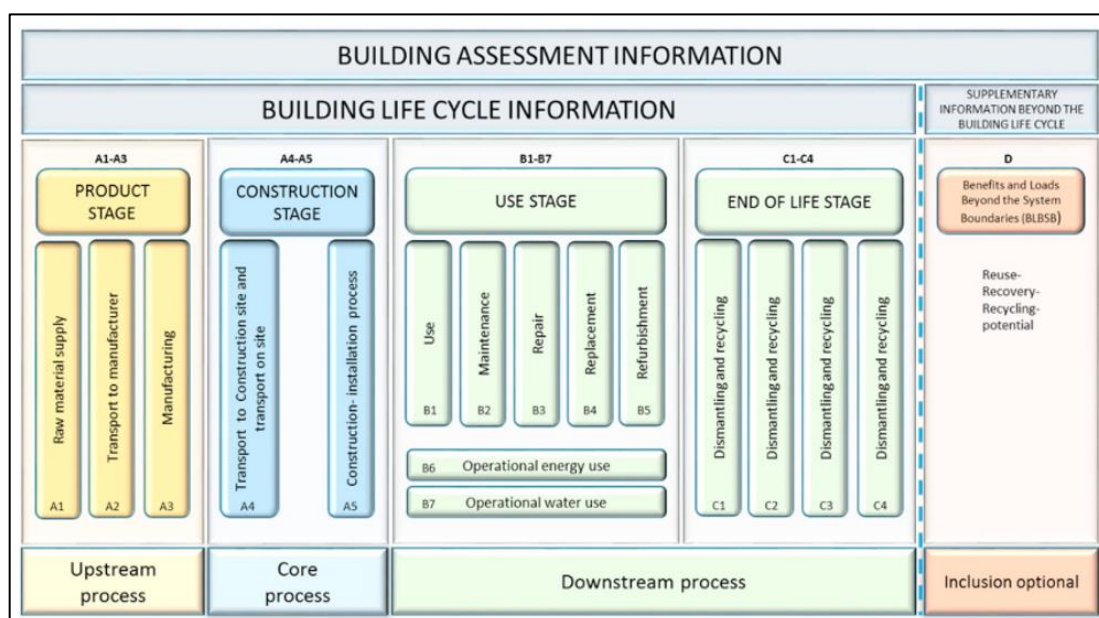 BUILDING ASSESSMENT INFORMATION
BUILDING LIFE CYCLE INFORMATION
SUPPLEMENTARY
INFORMATION BEYOND THE
BUILDING LIFE CYCLE
A1-A3
PRODUCT
STAGE
Raw material supply
A1
Transport to manufacturer
A2
Manufacturing
A3
A4-A5
CONSTRUCTION
STAGE
Transport to Construction site and
transport on site
A4
Construction- installation process
A5
B1-B7
USE STAGE
Use
B1
Maintenance
B2
Repair
B3
Replacement
B4
Refurbishment
B5
B6 Operational energy use
B7 Operational water use
C1-C4
END OF LIFE STAGE
Dismantling and recycling
C1
Dismantling and recycling
C2
Dismantling and recycling
C3
Dismantling and recycling
C4
D
Benefits and Loads
Beyond the System
Boundaries (BLBSB)
Reuse-
Recovery-
Recycling-
potential
Upstream
process
Core
process
Downstream process
Inclusion optional